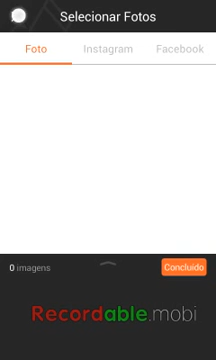 Selecionar Fotos
Foto Instagram Facebook
0 imagens Concluído
Recordable.mobi